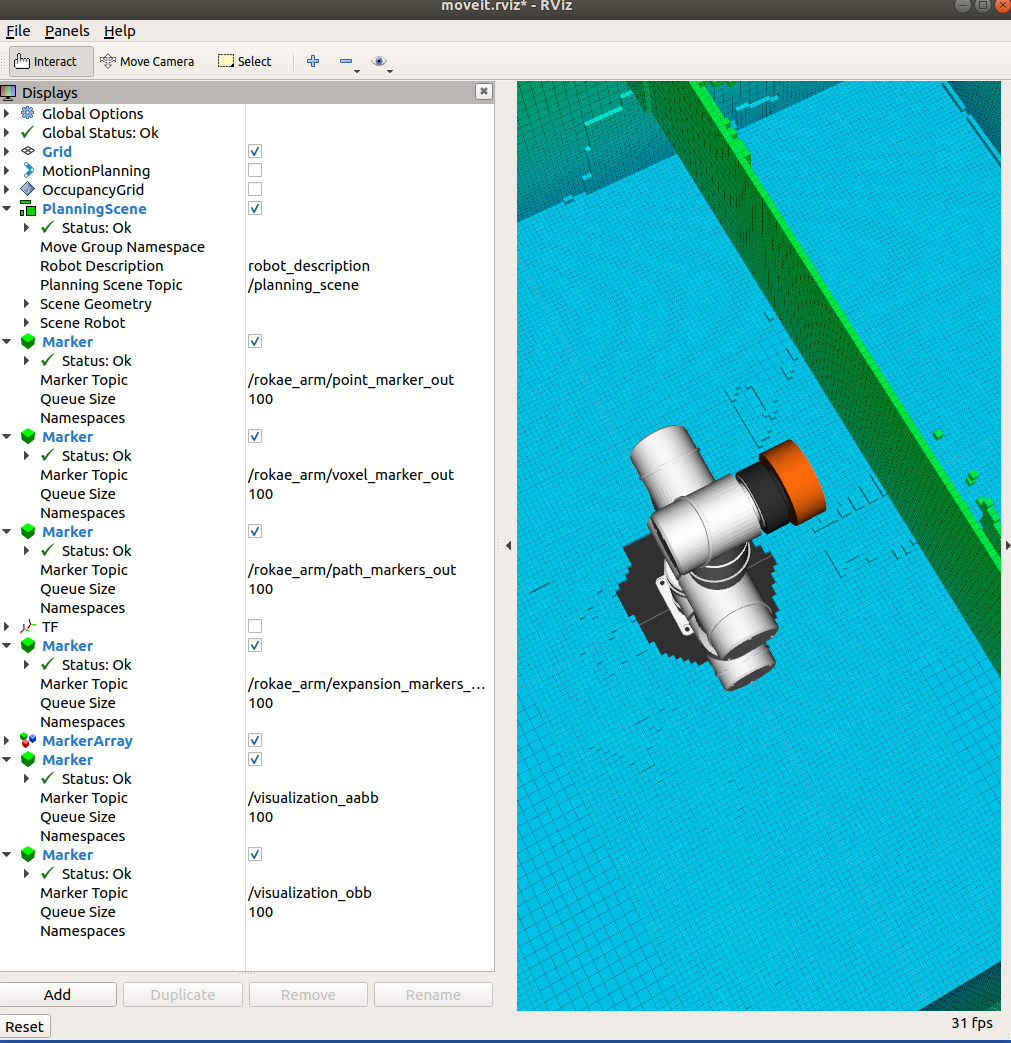 moveit.rviz* - RViz
File Panels Help
Interact Move Camera Select
Displays
Global Options
Global Status: Ok
Grid
MotionPlanning
OccupancyGrid
PlanningScene
Status: Ok
Move Group Namespace
Robot Description robot_description
Planning Scene Topic /planning_scene
Scene Geometry
Scene Robot
Marker
Status: Ok
Marker Topic /rokae_arm/point_marker_out
Queue Size 100
Namespaces
Marker
Status: Ok
Marker Topic /rokae_arm/voxel_marker_out
Queue Size 100
Namespaces
Marker
Status: Ok
Marker Topic /rokae_arm/path_markers_out
Queue Size 100
Namespaces
TF
Marker
Status: Ok
Marker Topic /rokae_arm/expansion_markers_...
Queue Size 100
Namespaces
MarkerArray
Marker
Status: Ok
Marker Topic /visualization_aabb
Queue Size 100
Namespaces
Marker
Status: Ok
Marker Topic /visualization_obb
Queue Size 100
Namespaces
Add Duplicate Remove Rename
Reset
31 fps